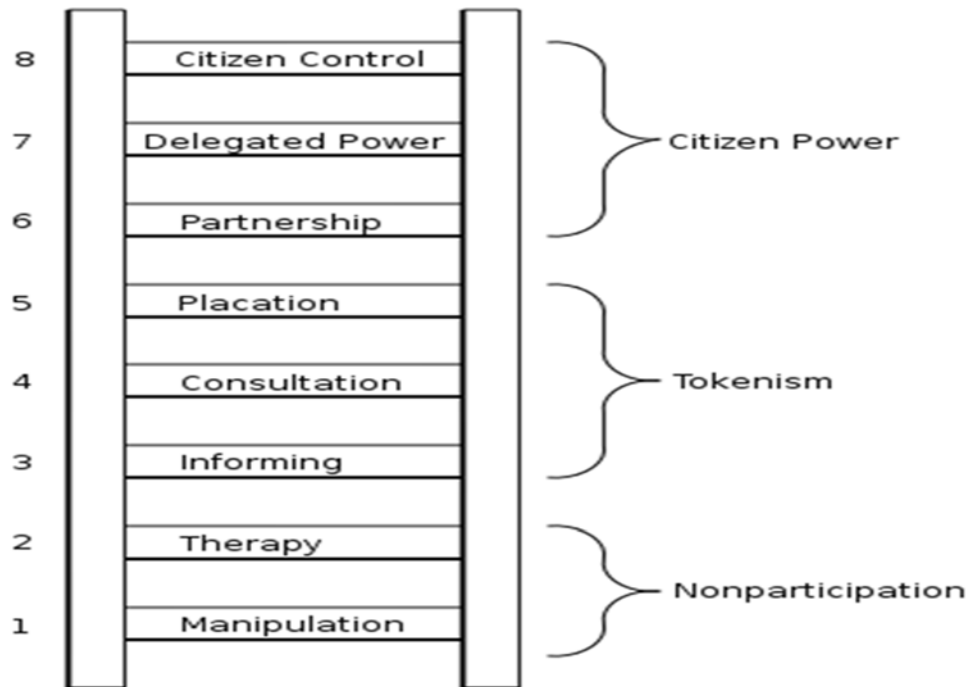 8 Citizen Control
7 Delegated Power Citizen Power
6 Partnership
5 Placation
4 Consultation Tokenism
3 Informing
2 Therapy
Nonparticipation
1 Manipulation